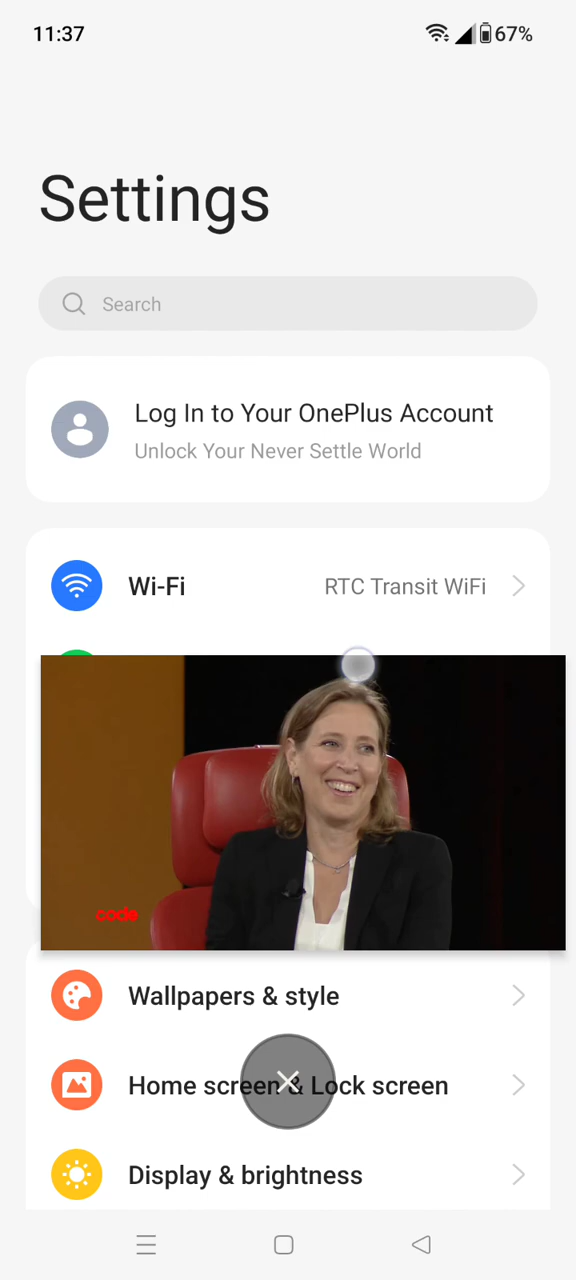 11:37 67%
Settings
Search
Log In to Your OnePlus Account
Unlock Your Never Settle World
Wi-Fi RTC Transit WiFi
code
Wallpapers & style
Home screen & Lock screen
Display & brightness